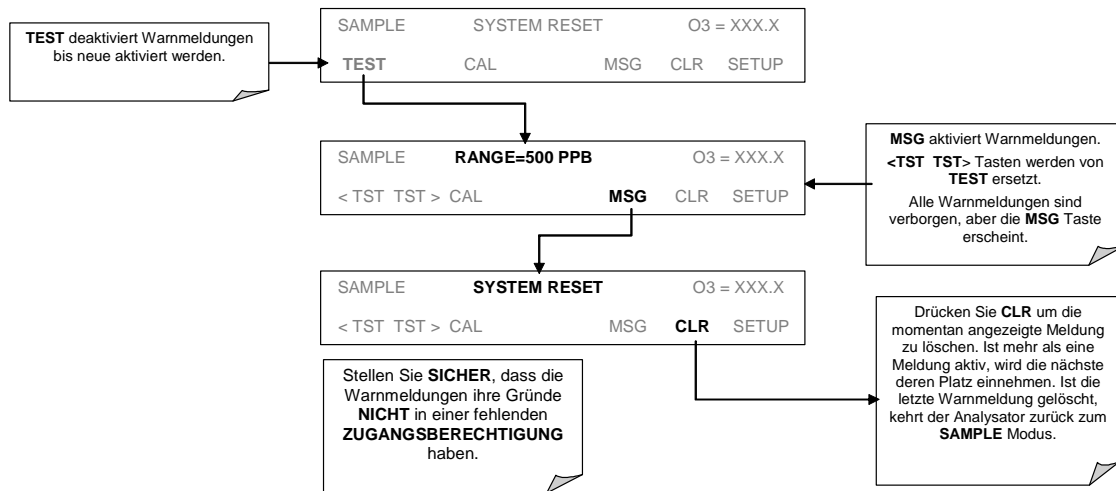 TEST deaktiviert Warnmeldungen
bis neue aktiviert werden.
SAMPLE SYSTEM RESET O3 = XXX.X
TEST CAL MSG CLR SETUP
SAMPLE RANGE=500 PPB O3 = XXX.X
< TST TST > CAL MSG CLR SETUP
MSG aktiviert Warnmeldungen.
<TST TST> Tasten werden von
TEST ersetzt.
Alle Warnmeldungen sind
verborgen, aber die MSG Taste
erscheint.
SAMPLE SYSTEM RESET O3 = XXX.X
< TST TST > CAL MSG CLR SETUP
Stellen Sie SICHER, dass die
Warnmeldungen ihre Gründe
NICHT in einer fehlenden
ZUGANGSBERECHTIGUNG
haben.
Drücken Sie CLR um die
momentan angezeigte Meldung
zu löschen. Ist mehr als eine
Meldung aktiv, wird die nächste
deren Platz einnehmen. Ist die
letzte Warnmeldung gelöscht,
kehrt der Analysator zurück zum
SAMPLE Modus.